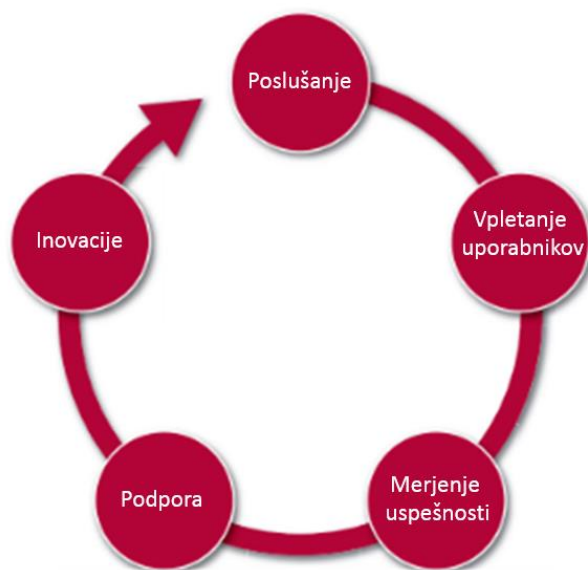 Poslušanje
Vpletanje
uporabnikov
Merjenje
uspešnosti
Podpora
Inovacije